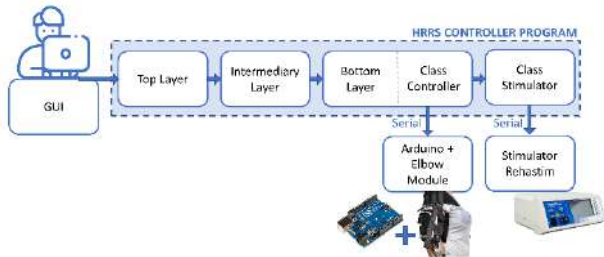 HRRS CONTROLLER PROGRAM
GUI
Top Layer
Intermediary
Layer
Bottom
Layer
Class
Controller
Class
Stimulator
Serial
Serial
Arduino +
Elbow
Module
Stimulator
Rehastim